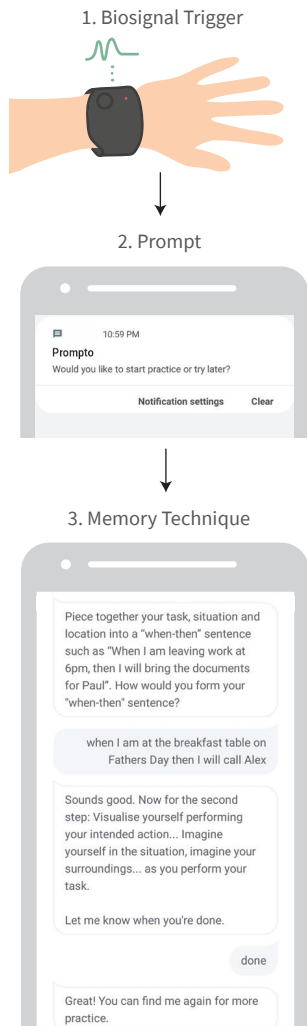 1. Biosignal Trigger
2. Prompt
10:59 PM
Prompto
Would you like to start practice or try later?
Notification settings Clear
3. Memory Technique
Piece together your task, situation and
location into a “when-then” sentence
such as “When I am leaving work at
6pm, then I will bring the documents
for Paul”. How would you form your
"when-then" sentence?
when I am at the breakfast table on
Fathers Day then I will call Alex
Sounds good. Now for the second
step: Visualise yourself performing
your intended action... Imagine
yourself in the situation, imagine your
surroundings... as you perform your
task.
Let me know when you're done.
done
Great! You can find me again for more
practice.